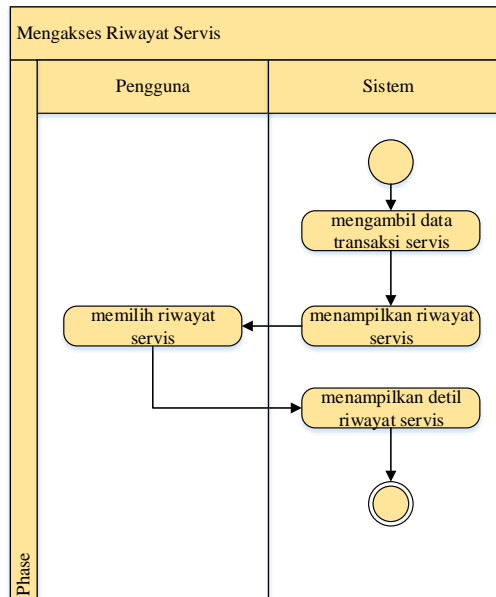 Mengakses Riwayat Servis
Pengguna
Sistem
mengambil data
transaksi servis
memilih riwayat
servis
menampilkan riwayat
servis
menampilkan detil
riwayat servis
Phase